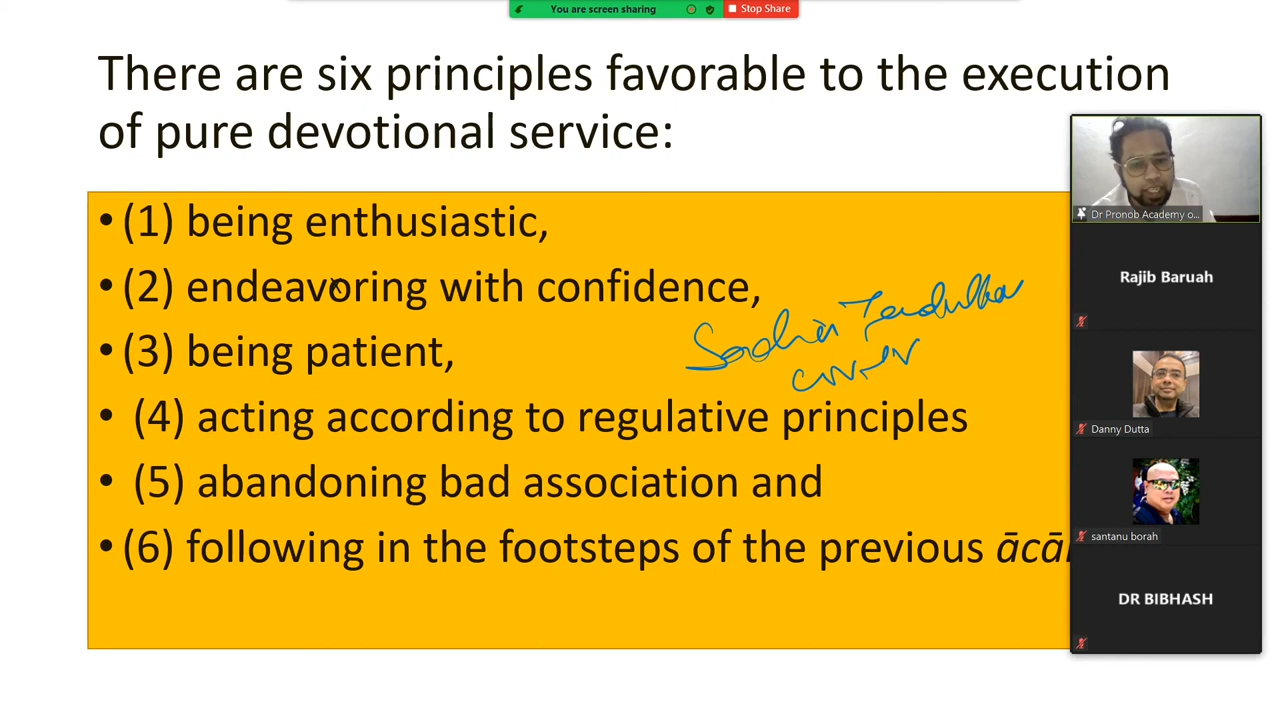 You are screen sharing
Stop Share
There are six principles favorable to the execution
of pure devotional service:
• (1) being enthusiastic,
• (2) endeavoring with confidence,
• (3) being patient,
• (4) acting according to regulative principles
• (5) abandoning bad association and
• (6) following in the footsteps of the previous ācā
Dr Pronob Academy o...
Rajib Baruah
Danny Dutta
santanu borah
DR BIBHASH